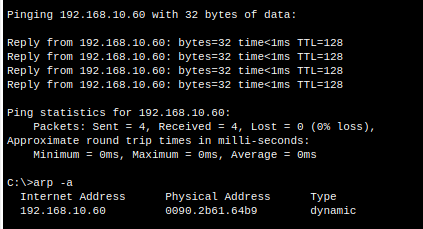 Pinging 192.168.10.60 with 32 bytes of data:
Reply from 192.168.10.60: bytes=32 time<1ms TTL=128
Reply from 192.168.10.60: bytes=32 time<1ms TTL=128
Reply from 192.168.10.60: bytes=32 time<1ms TTL=128
Reply from 192.168.10.60: bytes=32 time<1ms TTL=128
Ping statistics for 192.168.10.60:
Packets: Sent = 4, Received = 4, Lost = 0 (0% loss),
Approximate round trip times in milli-seconds:
Minimum = 0ms, Maximum = 0ms, Average = 0ms
C:\>arp -a
Internet Address Physical Address Type
192.168.10.60 0090.2b61.64b9 dynamic